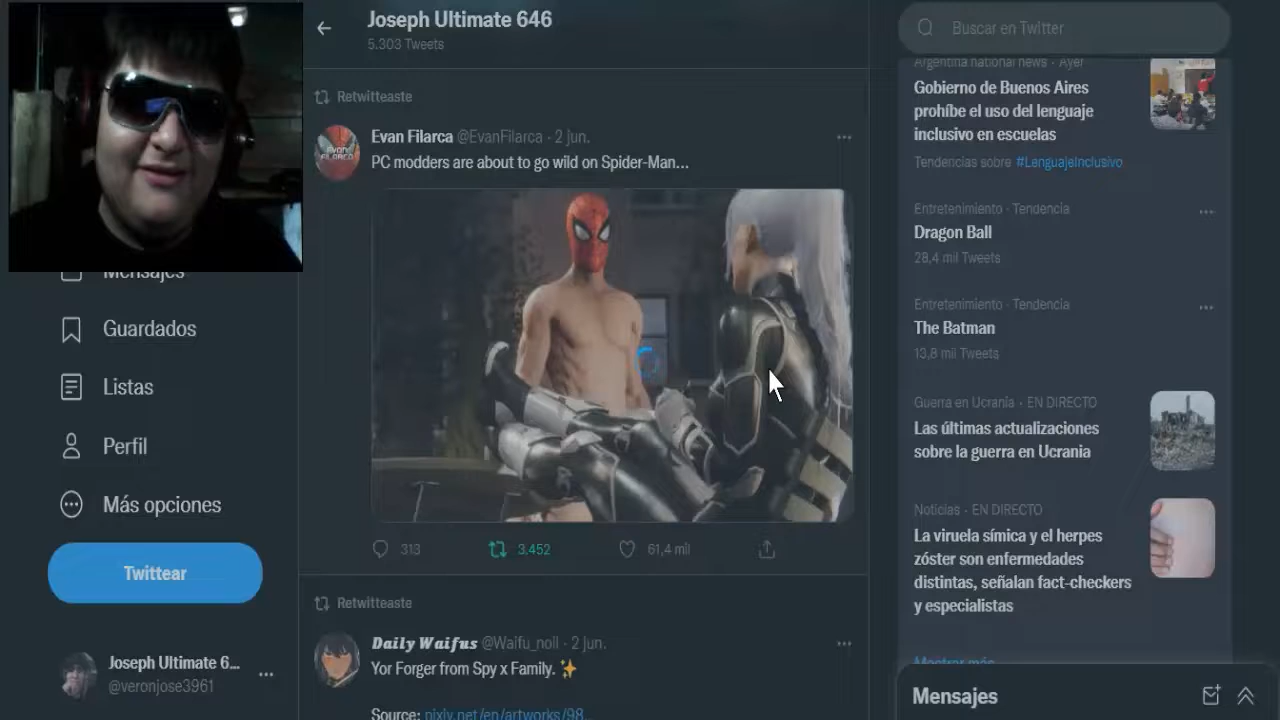 Joseph Ultimate 646
5.303 Tweets
Retwitteaste
Evan Filarca @EvanFilarca · 2 jun.
PC modders are about to go wild on Spider-Man...
EVAN
FILARCA
313
3.452
61,4 mil
Retwitteaste
Daily Waifus @Waifu_noll · 2 jun.
Yor Forger from Spy x Family. ✨
Source: pixiv.net/en/artworks/98...
Mensajes
Guardados
Listas
Perfil
Más opciones
Twittear
Joseph Ultimate 6...
@veronjose3961
Buscar en Twitter
Argentina national news · Ayer
Gobierno de Buenos Aires
prohíbe el uso del lenguaje
inclusivo en escuelas
Tendencias sobre #LenguajeInclusivo
Entretenimiento · Tendencia
Dragon Ball
28,4 mil Tweets
Entretenimiento · Tendencia
The Batman
13,8 mil Tweets
Guerra en Ucrania · EN DIRECTO
Las últimas actualizaciones
sobre la guerra en Ucrania
Noticias · EN DIRECTO
La viruela símica y el herpes
zóster son enfermedades
distintas, señalan fact-checkers
y especialistas
Mostrar más
Mensajes